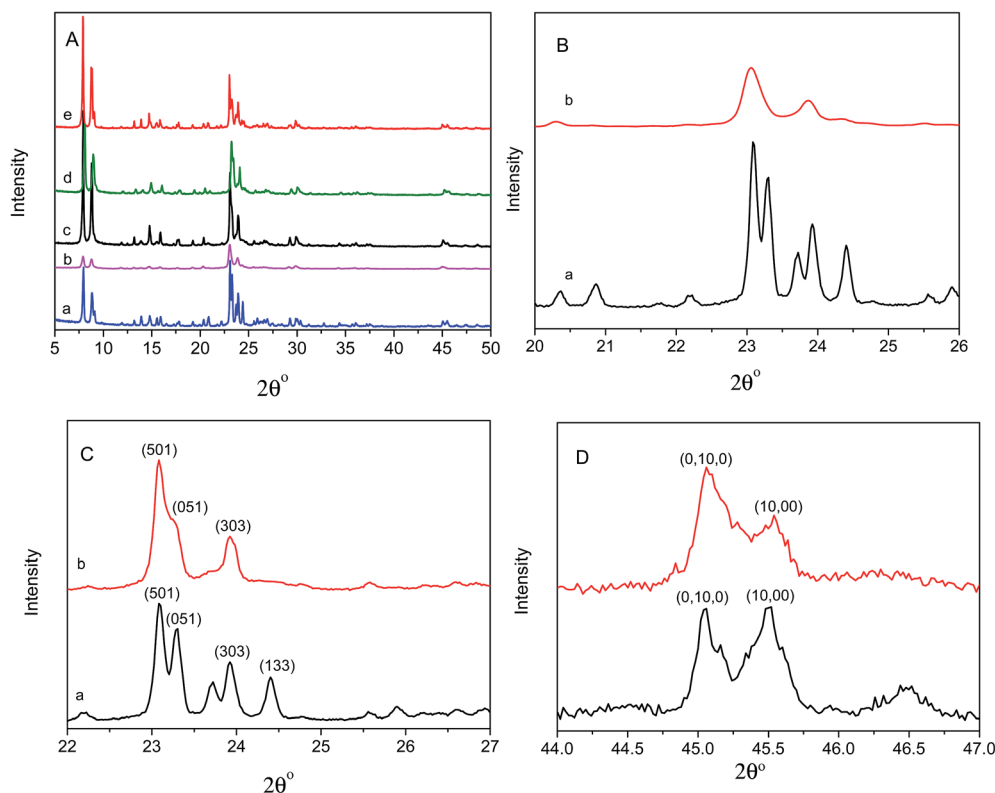 A
e
d
c
b
a
Intensity
5 10 15 20 25 30 35 40 45 50
2θ°
B
b
a
Intensity
20 21 22 23 24 25 26
2θ°
C
(501)
(051)
(303)
b
(501)
(051)
(303)
(133)
a
Intensity
22 23 24 25 26 27
2θ°
D
(0,10,0)
(10,00)
(0,10,0)
(10,00)
Intensity
44.0 44.5 45.0 45.5 46.0 46.5 47.0
2θ°